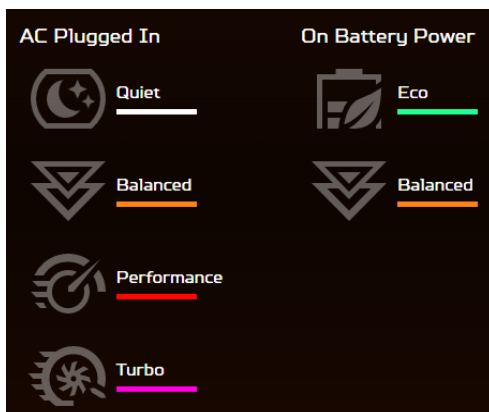 AC Plugged In
On Battery Power
Quiet
Eco
Balanced
Balanced
Performance
Turbo